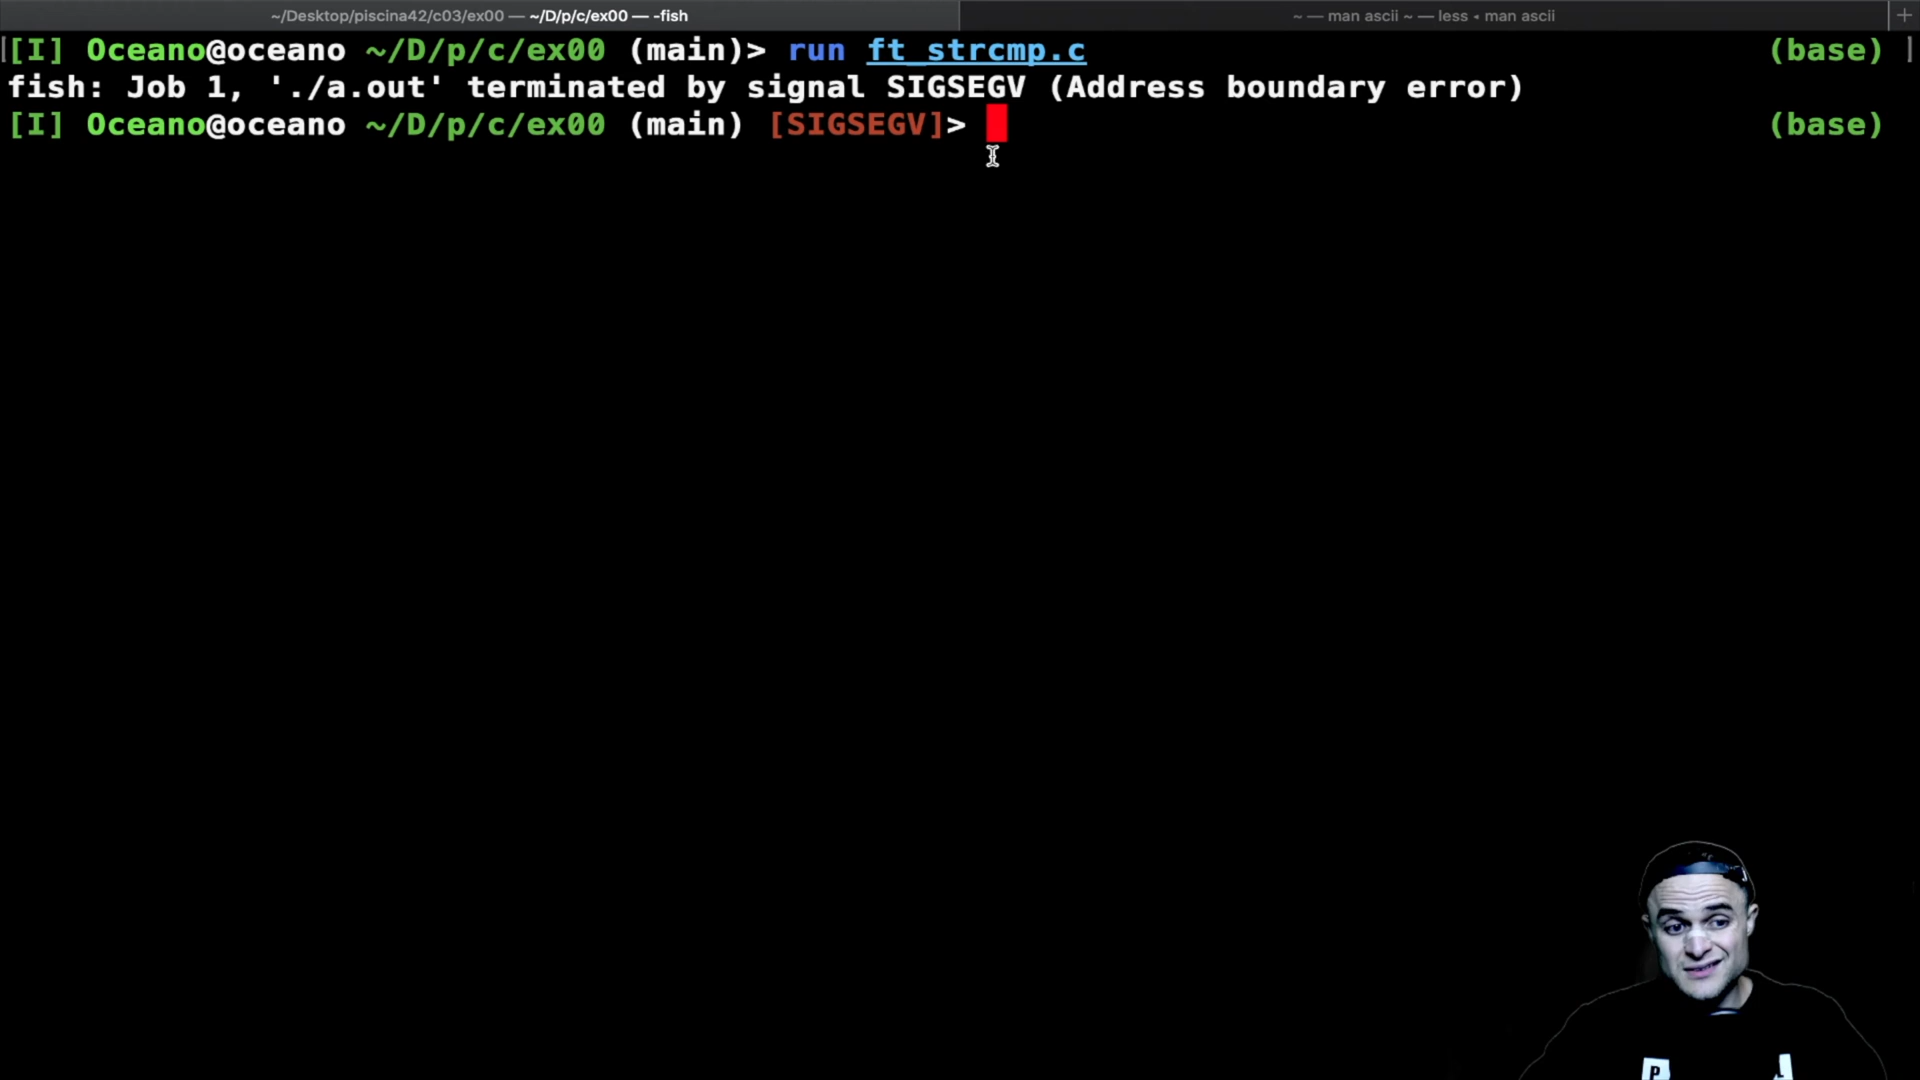 ~/Desktop/piscina42/c03/ex00 — ~/D/p/c/ex00 — -fish
~ — man ascii ~ — less ◂ man ascii
[I] Oceano@oceano ~/D/p/c/ex00 (main)> run ft_strcmp.c (base)
fish: Job 1, './a.out' terminated by signal SIGSEGV (Address boundary error)
[I] Oceano@oceano ~/D/p/c/ex00 (main) [SIGSEGV]> (base)
P L